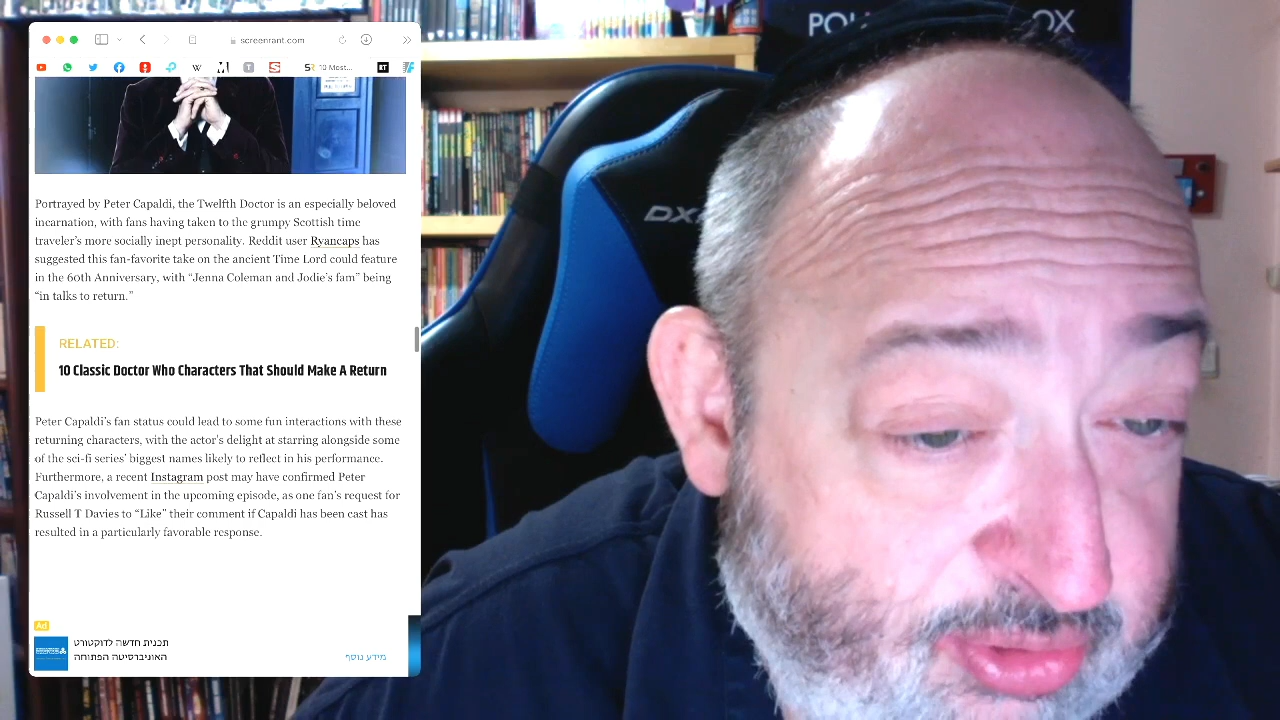 screenrant.com
10 Most...
RT
Portrayed by Peter Capaldi, the Twelfth Doctor is an especially beloved
incarnation, with fans having taken to the grumpy Scottish time
traveler's more socially inept personality. Reddit user Ryancaps has
suggested this fan-favorite take on the ancient Time Lord could feature
in the 60th Anniversary, with “Jenna Coleman and Jodie's fam” being
“in talks to return.”
RELATED:
10 Classic Doctor Who Characters That Should Make A Return
Peter Capaldi's fan status could lead to some fun interactions with these
returning characters, with the actor's delight at starring alongside some
of the sci-fi series' biggest names likely to reflect in his performance.
Furthermore, a recent Instagram post may have confirmed Peter
Capaldi's involvement in the upcoming episode, as one fan's request for
Russell T Davies to “Like” their comment if Capaldi has been cast has
resulted in a particularly favorable response.
Ad
תכנית חדשה לדוקטורט
האוניברסיטה הפתוחה
מידע נוסף
OX